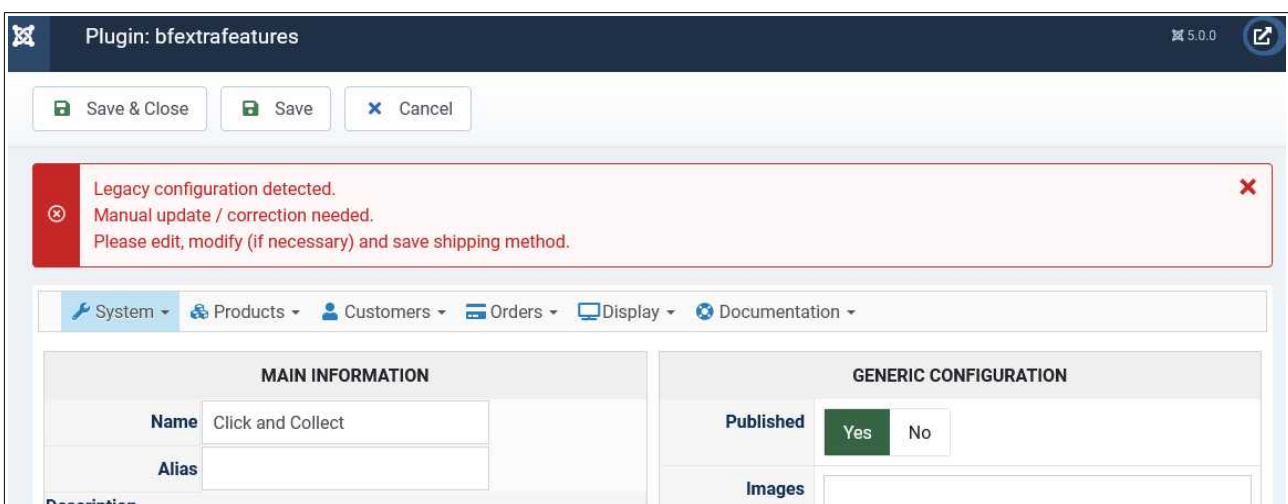 Plugin: bfextrafeatures
5.0.0
Save & Close
Save
Cancel
Legacy configuration detected.
Manual update / correction needed.
Please edit, modify (if necessary) and save shipping method.
System
Products
Customers
Orders
Display
Documentation
MAIN INFORMATION
Name Click and Collect
Alias
Description
GENERIC CONFIGURATION
Published Yes No
Images